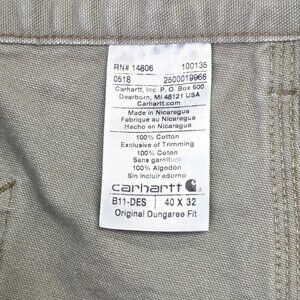 RN# 14806 100135
0518 2500019966
Carhartt, Inc. P. O. Box 600
Dearborn, MI 48121 USA
Carhartt.com
Made in Nicaragua
Fabriqué au Nicaragua
Hecho en Nicaragua
100% Cotton
Exclusive of Trimming
100% Coton
Sans garniture
100% Algodón
Sin incluir adorno
carhartt
B11-DES 40 X 32
Original Dungaree Fit